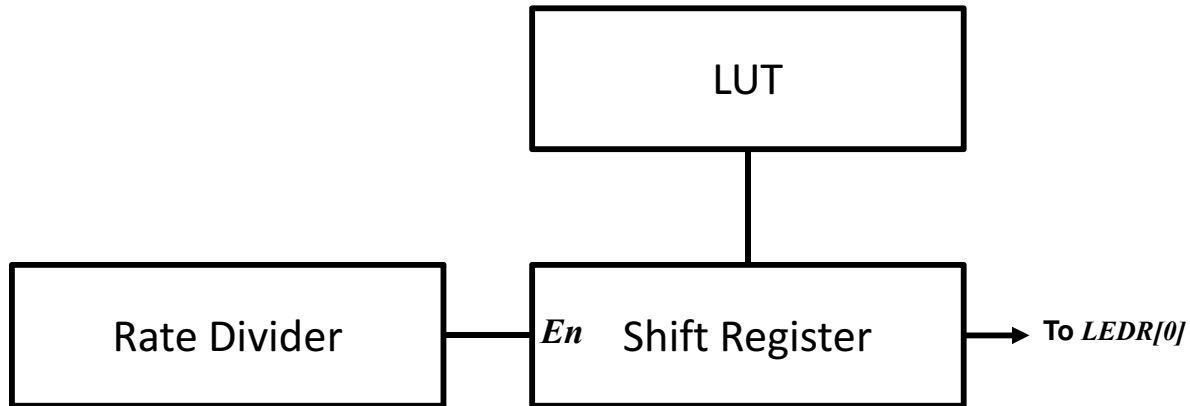 LUT
Rate Divider
En
Shift Register
To LEDR[0]